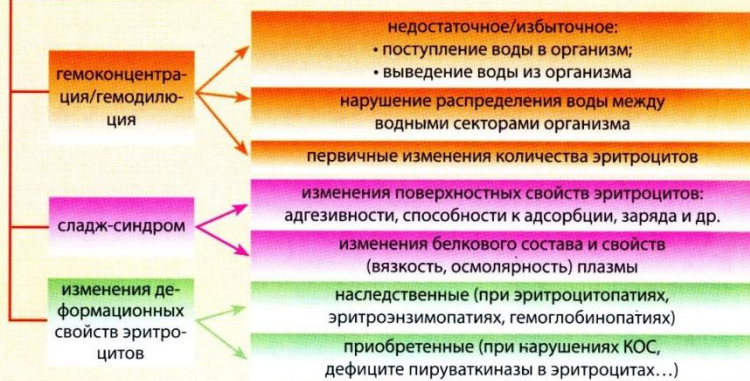 гемоконцентра-
ция/гемодилю-
ция
недостаточное/избыточное:
• поступление воды в организм;
• выведение воды из организма
нарушение распределения воды между
водными секторами организма
первичные изменения количества эритроцитов
сладж-синдром
изменения поверхностных свойств эритроцитов:
адгезивности, способности к адсорбции, заряда и др.
изменения белкового состава и свойств
(вязкость, осмолярность) плазмы
изменения де-
формационных
свойств эритро-
цитов
наследственные (при эритроцитопатиях,
эритроэнзимопатиях, гемоглобинопатиях)
приобретенные (при нарушениях КОС,
дефиците пируваткиназы в эритроцитах...)